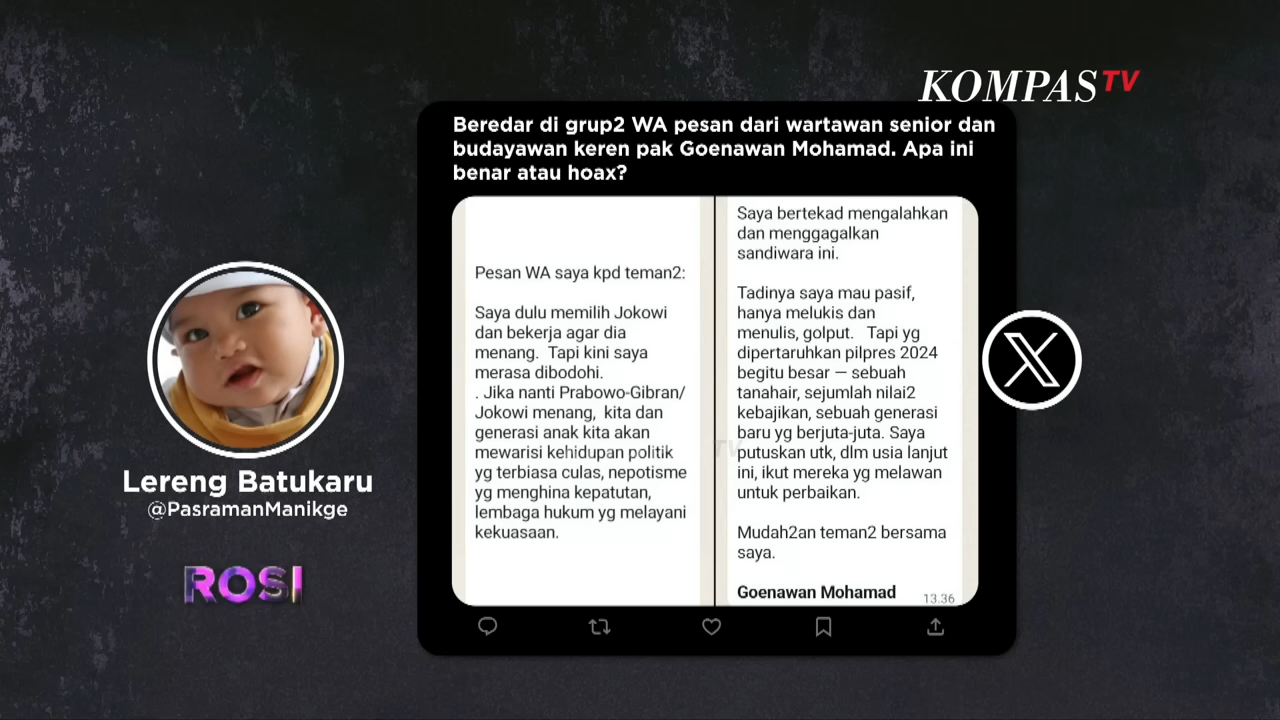 KOMPAS TV
Beredar di grup2 WA pesan dari wartawan senior dan
budayawan keren pak Goenawan Mohamad. Apa ini
benar atau hoax?
Pesan WA saya kpd teman2:
Saya dulu memilih Jokowi
dan bekerja agar dia
menang. Tapi kini saya
merasa dibodohi.
. Jika nanti Prabowo-Gibran/
Jokowi menang, kita dan
generasi anak kita akan
mewarisi kehidupan politik
yg terbiasa culas, nepotisme
yg menghina kepatutan,
lembaga hukum yg melayani
kekuasaan.
Saya bertekad mengalahkan
dan menggagalkan
sandiwara ini.
Tadinya saya mau pasif,
hanya melukis dan
menulis, golput. Tapi yg
dipertaruhkan pilpres 2024
begitu besar — sebuah
tanahair, sejumlah nilai2
kebajikan, sebuah generasi
baru yg berjuta-juta. Saya
putuskan utk, dlm usia lanjut
ini, ikut mereka yg melawan
untuk perbaikan.
Mudah2an teman2 bersama
saya.
Goenawan Mohamad
13.36
TV
Lereng Batukaru
@PasramanManikge
ROSI
X